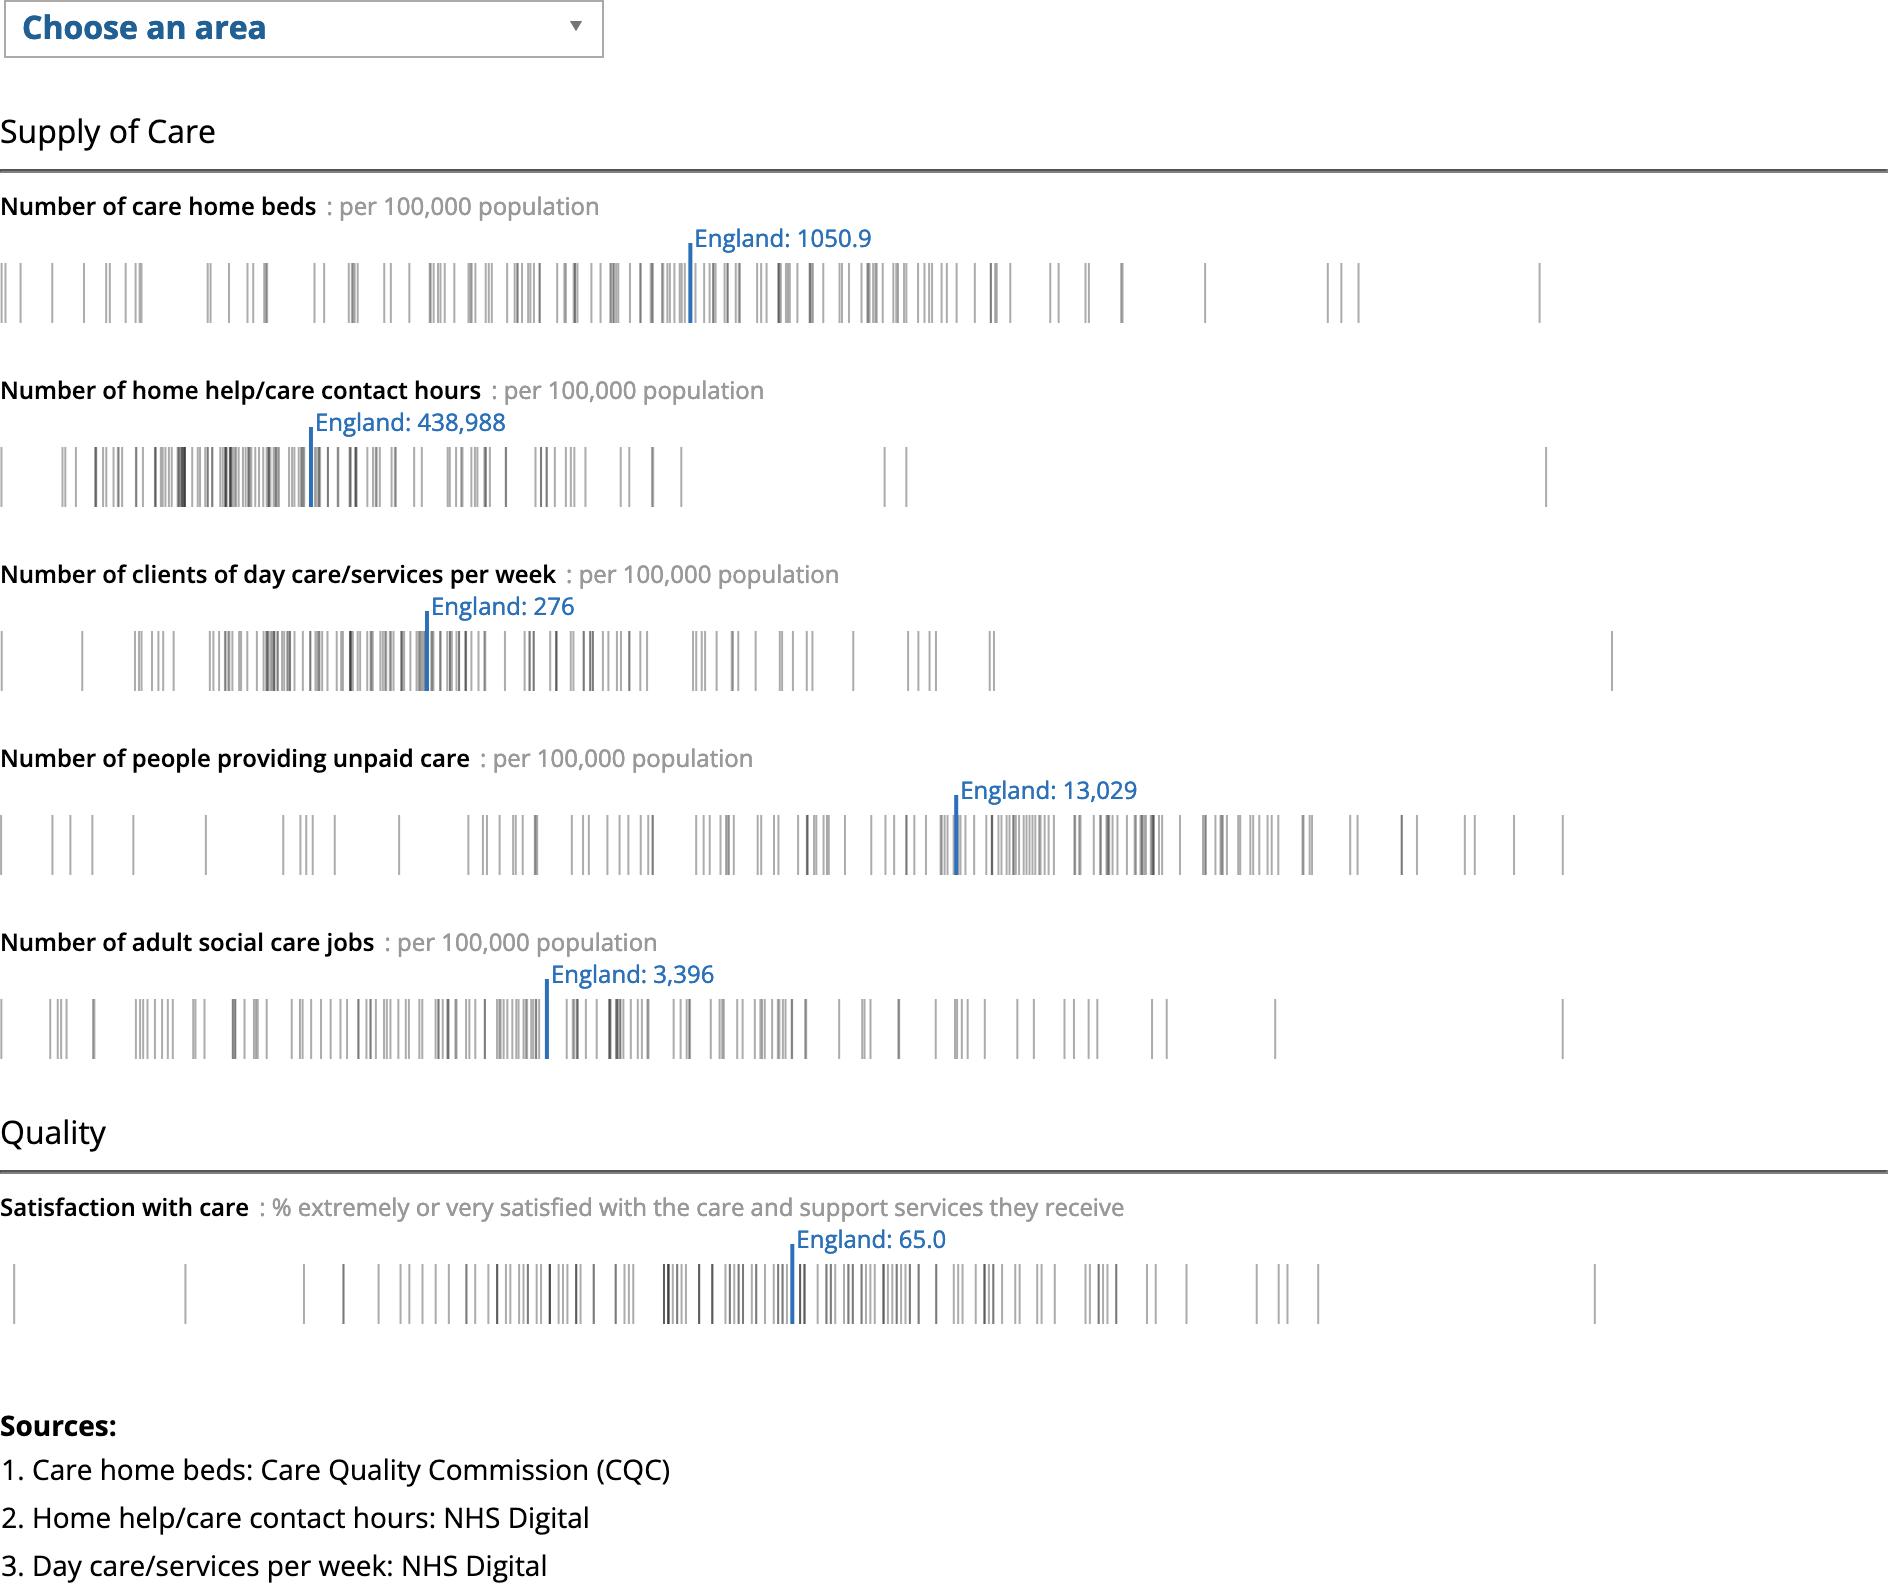 Choose an area
Supply of Care
Number of care home beds : per 100,000 population
England: 1050.9
Number of home help/care contact hours : per 100,000 population
England: 438,988
Number of clients of day care/services per week : per 100,000 population
England: 276
Number of people providing unpaid care : per 100,000 population
England: 13,029
Number of adult social care jobs : per 100,000 population
England: 3,396
Quality
Satisfaction with care : % extremely or very satisfied with the care and support services they receive
England: 65.0
Sources:
1. Care home beds: Care Quality Commission (CQC)
2. Home help/care contact hours: NHS Digital
3. Day care/services per week: NHS Digital